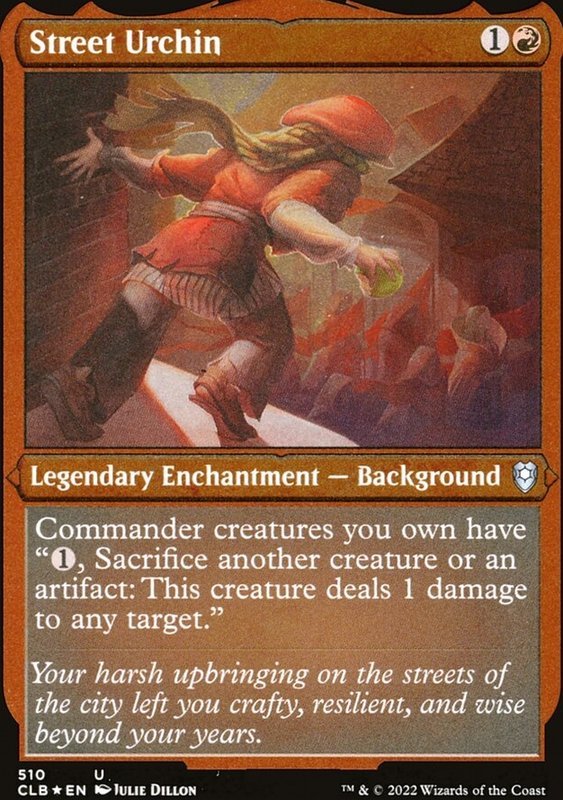 Street Urchin 1
Legendary Enchantment — Background
Commander creatures you own have
“1, Sacrifice another creature or an
artifact: This creature deals 1 damage
to any target.”
Your harsh upbringing on the streets of
the city left you crafty, resilient, and wise
beyond your years.
510 U
CLB★EN Julie Dillon
™ & © 2022 Wizards of the Coast